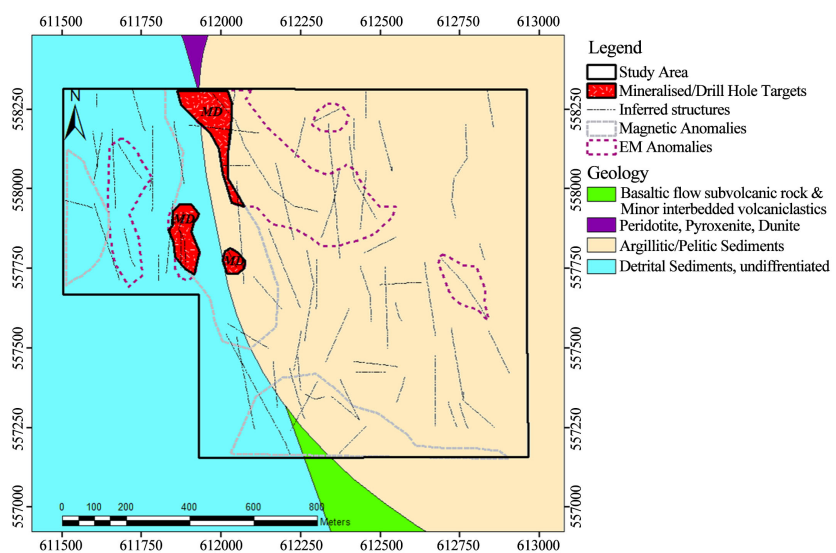 611500 611750 612000 612250 612500 612750 613000
Legend
Study Area
Mineralised/Drill Hole Targets
Inferred structures
Magnetic Anomalies
EM Anomalies
Geology
Basaltic flow subvolcanic rock &
Minor interbedded volcaniclastics
Peridotite, Pyroxenite, Dunite
Argillitic/Pelitic Sediments
Detrital Sediments, undiffrentiated
558250
558000
557750
557500
557250
557000
N
MD
MD
MD
558250
558000
557750
557500
557250
557000
0 100 200 400 600 800
Meters
611500 611750 612000 612250 612500 612750 613000